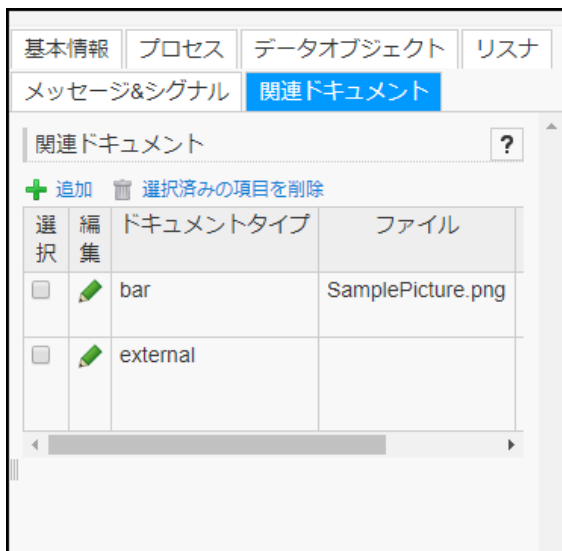 基本情報 プロセス データオブジェクト リスナ
メッセージ&シグナル 関連ドキュメント
関連ドキュメント ?
追加 選択済みの項目を削除
選択 編集 ドキュメントタイプ ファイル
bar SamplePicture.png
external